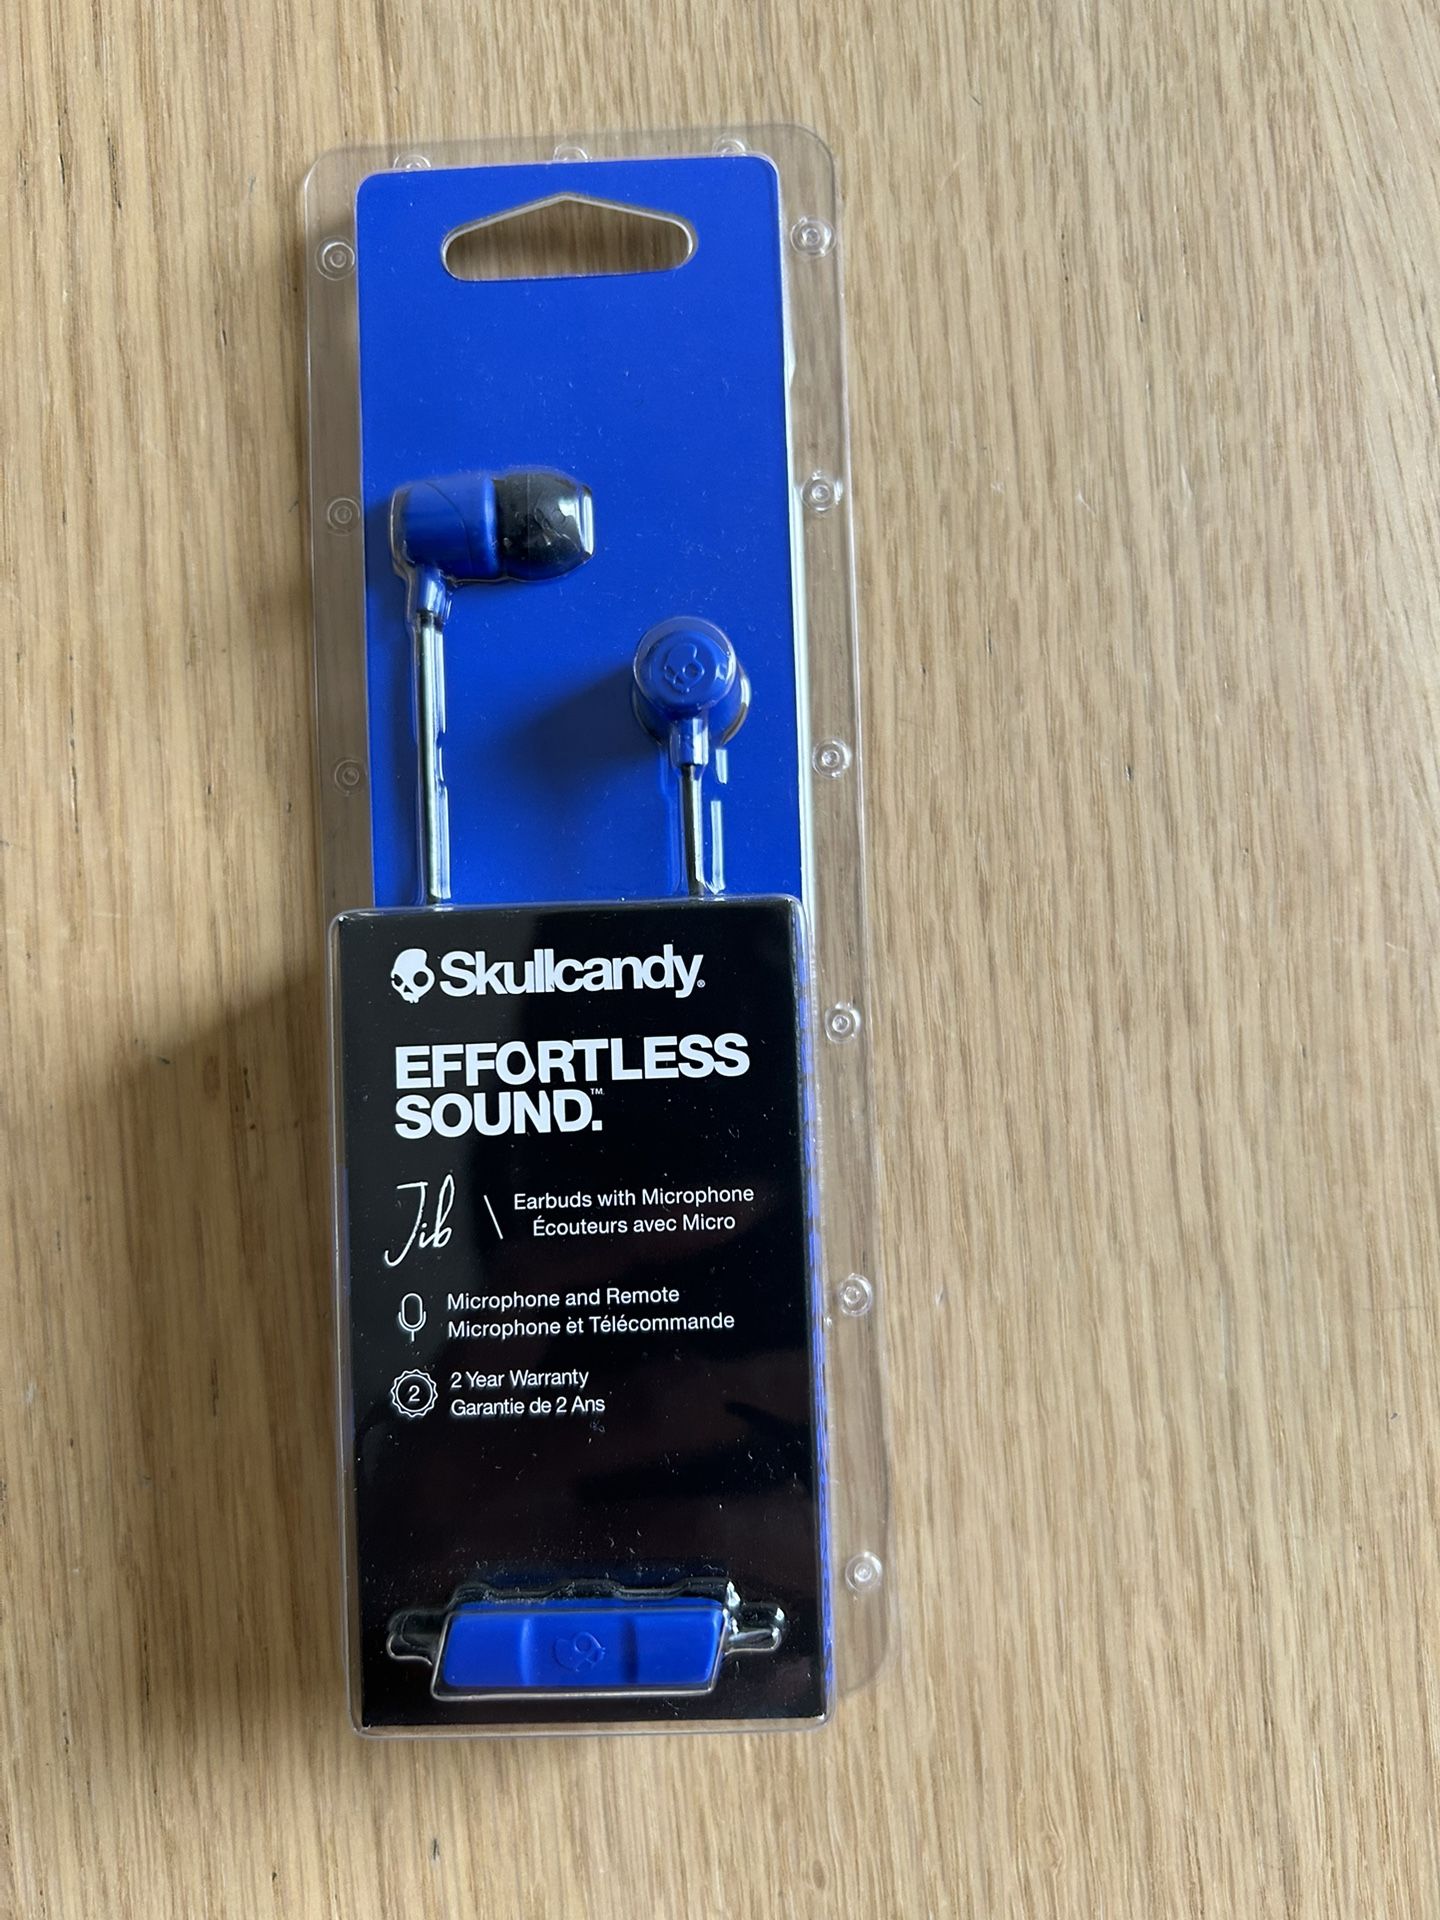 Skullcandy®
EFFORTLESS
SOUND.™
Jib
Earbuds with Microphone
Écouteurs avec Micro
Microphone and Remote
Microphone et Télécommande
2
2 Year Warranty
Garantie de 2 Ans